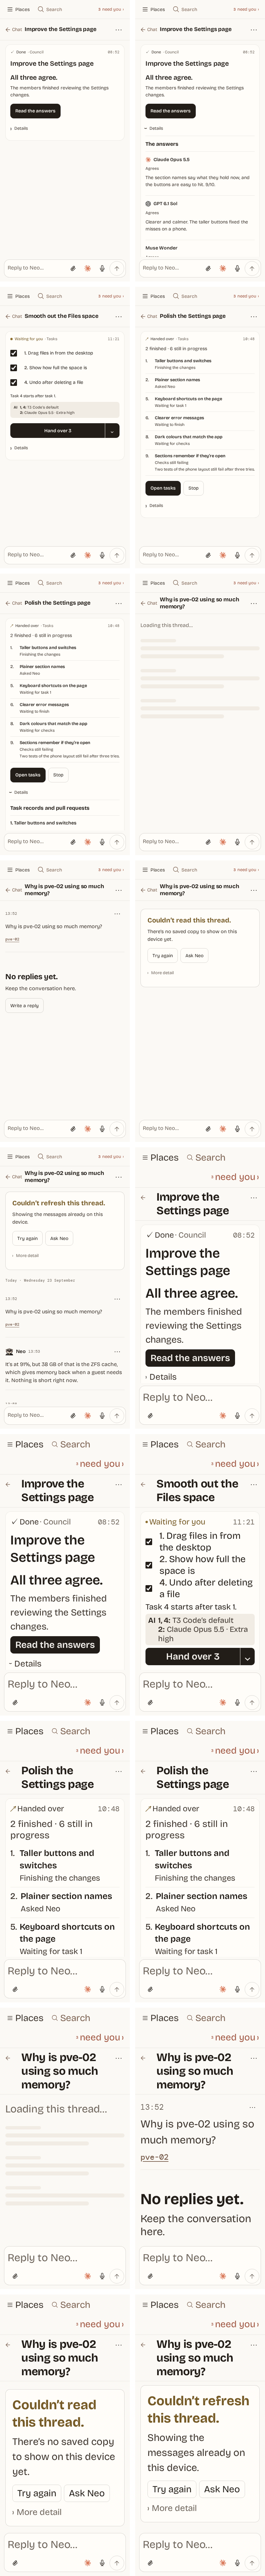 Places Search 6 need you ›
← Chat Improve the Settings page ...
✓ Done · Council 08:52
Improve the Settings page
All three agree.
The members finished reviewing the Settings
changes.
Read the answers
› Details
Reply to Neo...
Places Search 6 need you ›
← Chat Improve the Settings page ...
✓ Done · Council 08:52
Improve the Settings page
All three agree.
The members finished reviewing the Settings
changes.
Read the answers
Details
The answers
Claude Opus 5.5
Agrees
The section names say what they hold now, and
the buttons are easy to hit. 9/10.
GPT 6.1 Sol
Agrees
Clearer and calmer. The taller buttons fixed the
misses on a phone.
Muse Wonder
Reply to Neo...
Places Search 6 need you ›
← Chat Smooth out the Files space ...
Waiting for you · Tasks 11:21
1. Drag files in from the desktop
2. Show how full the space is
4. Undo after deleting a file
Task 4 starts after task 1.
AI 1, 4: T3 Code's default
2: Claude Opus 5.5 · Extra high
Hand over 3
› Details
Reply to Neo...
Places Search 6 need you ›
← Chat Polish the Settings page ...
Handed over · Tasks 10:48
2 finished · 6 still in progress
1. Taller buttons and switches
Finishing the changes
2. Plainer section names
Asked Neo
5. Keyboard shortcuts on the page
Waiting for task 1
6. Clearer error messages
Waiting to finish
8. Dark colours that match the app
Waiting for checks
Sections remember if they're open
Checks still failing
Two tests of the phone layout still fail after three tries.
Open tasks Stop
› Details
Reply to Neo...
Places Search 6 need you ›
← Chat Polish the Settings page ...
Handed over · Tasks 10:48
2 finished · 6 still in progress
1. Taller buttons and switches
Finishing the changes
2. Plainer section names
Asked Neo
5. Keyboard shortcuts on the page
Waiting for task 1
6. Clearer error messages
Waiting to finish
8. Dark colours that match the app
Waiting for checks
Sections remember if they're open
Checks still failing
Two tests of the phone layout still fail after three tries.
Open tasks Stop
Details
Task records and pull requests
1. Taller buttons and switches
Reply to Neo...
Places Search 6 need you ›
← Chat Why is pve-02 using so much
memory? ...
Loading this thread...
Reply to Neo...
Places Search 6 need you ›
← Chat Why is pve-02 using so much
memory? ...
13:52 ...
Why is pve-02 using so much memory?
pve-02
No replies yet.
Keep the conversation here.
Write a reply
Reply to Neo...
Places Search 6 need you ›
← Chat Why is pve-02 using so much
memory? ...
Couldn't read this thread.
There's no saved copy to show on this
device yet.
Try again Ask Neo
› More detail
Reply to Neo...
Places Search 6 need you ›
← Chat Why is pve-02 using so much
memory? ...
Couldn't refresh this thread.
Showing the messages already on this
device.
Try again Ask Neo
› More detail
Today · Wednesday 23 September
13:52 ...
Why is pve-02 using so much memory?
pve-02
Neo 13:53 ...
It's at 91%, but 38 GB of that is the ZFS cache,
which gives memory back when a guest needs
it. Nothing is short right now.
Reply to Neo...
Places Search
need you ›
← Improve the
Settings page ...
✓ Done · Council 08:52
Improve the
Settings page
All three agree.
The members finished
reviewing the Settings
changes.
Read the answers
› Details
Reply to Neo...
Places Search
need you ›
← Improve the
Settings page ...
✓ Done · Council 08:52
Improve the
Settings page
All three agree.
The members finished
reviewing the Settings
changes.
Read the answers
Details
Reply to Neo...
Places Search
need you ›
← Smooth out the
Files space ...
Waiting for you 11:21
1. Drag files in from
the desktop
2. Show how full the
space is
4. Undo after deleting
a file
Task 4 starts after task 1.
AI 1, 4: T3 Code's default
2: Claude Opus 5.5 · Extra
high
Hand over 3
Reply to Neo...
Places Search
need you ›
← Polish the
Settings page ...
Handed over 10:48
2 finished · 6 still in
progress
1. Taller buttons and
switches
Finishing the changes
2. Plainer section names
Asked Neo
5. Keyboard shortcuts on
the page
Waiting for task 1
Reply to Neo...
Places Search
need you ›
← Polish the
Settings page ...
Handed over 10:48
2 finished · 6 still in
progress
1. Taller buttons and
switches
Finishing the changes
2. Plainer section names
Asked Neo
5. Keyboard shortcuts on
the page
Waiting for task 1
Reply to Neo...
Places Search
need you ›
← Why is pve-02
using so much
memory? ...
Loading this thread...
Reply to Neo...
Places Search
need you ›
← Why is pve-02
using so much
memory? ...
13:52 ...
Why is pve-02 using so
much memory?
pve-02
No replies yet.
Keep the conversation
here.
Reply to Neo...
Places Search
need you ›
← Why is pve-02
using so much
memory? ...
Couldn't read
this thread.
There's no saved copy
to show on this device
yet.
Try again Ask Neo
› More detail
Reply to Neo...
Places Search
need you ›
← Why is pve-02
using so much
memory? ...
Couldn't refresh
this thread.
Showing the
messages already on
this device.
Try again Ask Neo
› More detail
Reply to Neo...